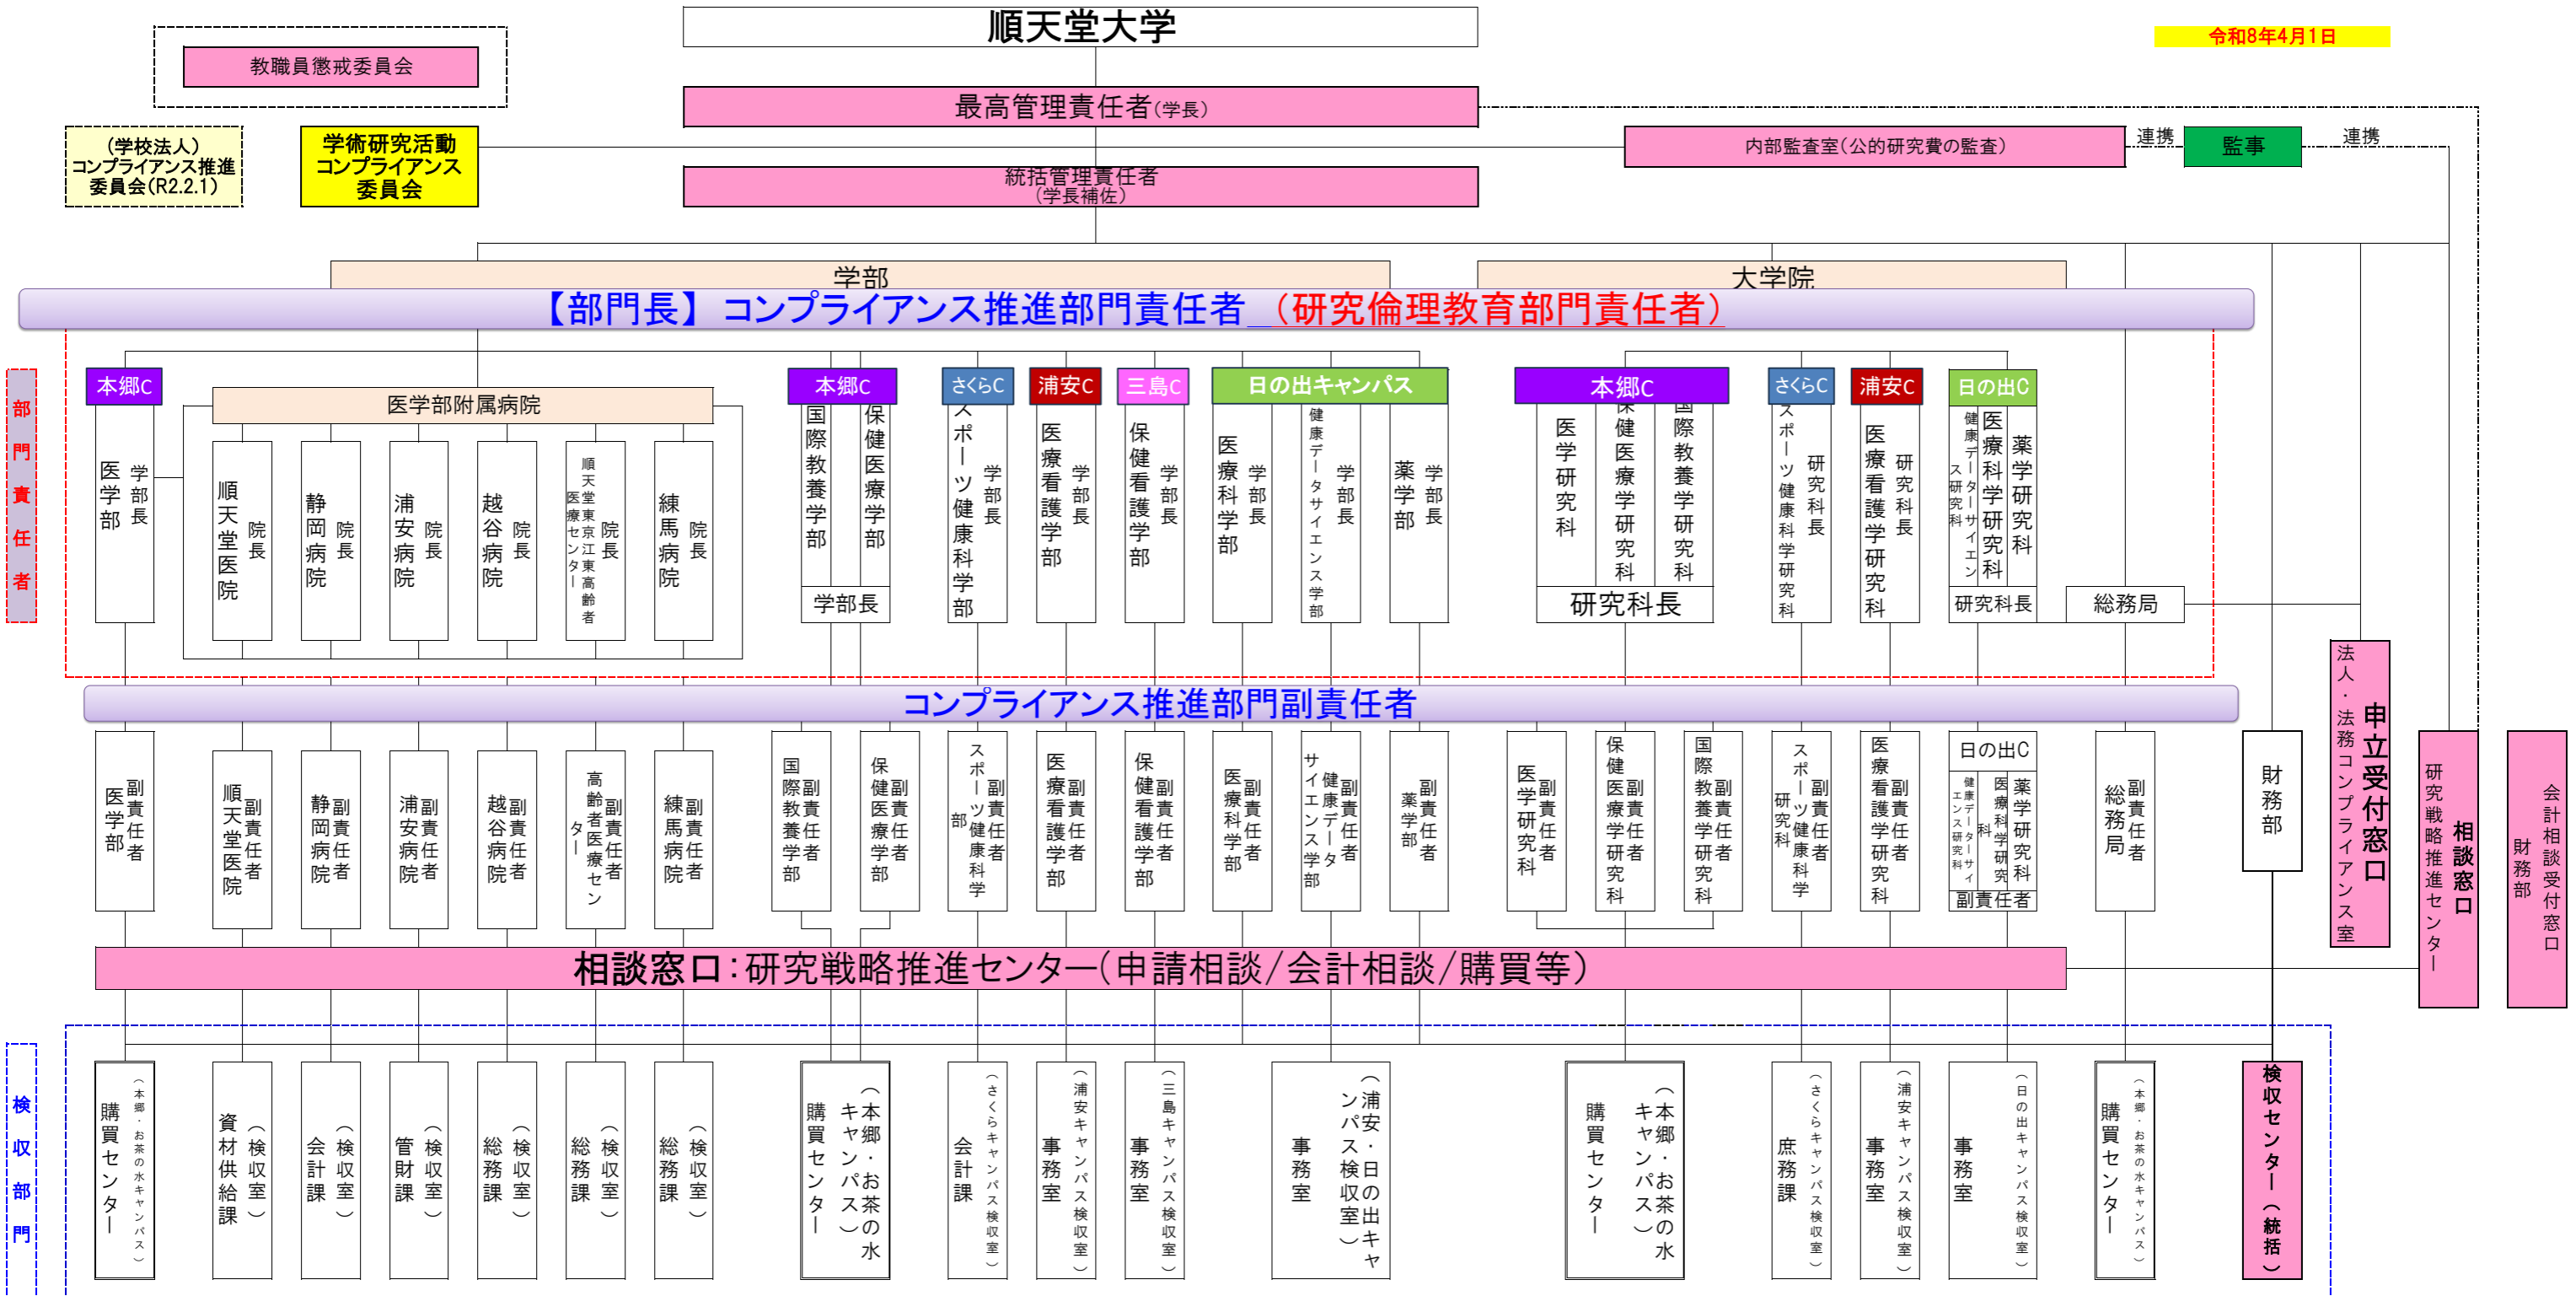 順天堂大学
令和8年4月1日
教職員懲戒委員会
最高管理責任者(学長)
(学校法人)
コンプライアンス推進
委員会(R2.2.1)
学術研究活動
コンプライアンス
委員会
内部監査室(公的研究費の監査)
連携
監事
連携
統括管理責任者
(学長補佐)
学部
大学院
【部門長】 コンプライアンス推進部門責任者 (研究倫理教育部門責任者)
部門責任者
本郷C
医学部附属病院
本郷C
さくらC
浦安C
三島C
日の出キャンパス
本郷C
さくらC
浦安C
日の出C
医学部
学部長
順天堂医院
院長
静岡病院
院長
浦安病院
院長
越谷病院
院長
順天堂東京江東高齢者
医療センター
院長
練馬病院
院長
国際教養学部
保健医療学部
学部長
スポーツ健康科学部
学部長
医療看護学部
学部長
保健看護学部
学部長
医療科学部
学部長
健康データサイエンス学部
学部長
薬学部
学部長
医学研究科
保健医療学研究科
国際教養学研究科
研究科長
スポーツ健康科学研究科
研究科長
医療看護学研究科
研究科長
健康データーサイエン
ス研究科
医療科学研究科
薬学研究科
研究科長
総務局
コンプライアンス推進部門副責任者
医学部
副責任者
順天堂医院
副責任者
静岡病院
副責任者
浦安病院
副責任者
越谷病院
副責任者
高齢者医療セン
ター
副責任者
練馬病院
副責任者
国際教養学部
副責任者
保健医療学部
副責任者
スポーツ健康科学
部
副責任者
医療看護学部
副責任者
保健看護学部
副責任者
医療科学部
副責任者
健康データ
サイエンス学部
副責任者
薬学部
副責任者
医学研究科
副責任者
保健医療学研究科
副責任者
国際教養学研究科
副責任者
スポーツ健康科学
研究科
副責任者
医療看護学研究科
副責任者
日の出C
健康データーサイ
エンス研究科
医療科学研究
科
薬学研究科
副責任者
総務局
副責任者
財務部
申立受付窓口
法人・法務コンプライアンス室
相談窓口
研究戦略推進センター
会計相談受付窓口
財務部
相談窓口:研究戦略推進センター(申請相談/会計相談/購買等)
検収部門
購買センター
(本郷・お茶の水キャンパス)
資材供給課
(検収室)
会計課
(検収室)
管財課
(検収室)
総務課
(検収室)
総務課
(検収室)
総務課
(検収室)
購買センター
(本郷・お茶の水
キャンパス)
会計課
(さくらキャンパス検収室)
事務室
(浦安キャンパス検収室)
事務室
(三島キャンパス検収室)
事務室
(浦安・日の出キャ
ンパス検収室)
購買センター
(本郷・お茶の水
キャンパス)
庶務課
(さくらキャンパス検収室)
事務室
(浦安キャンパス検収室)
事務室
(日の出キャンパス検収室)
購買センター
(本郷・お茶の水キャンパス)
検収センター(統括)